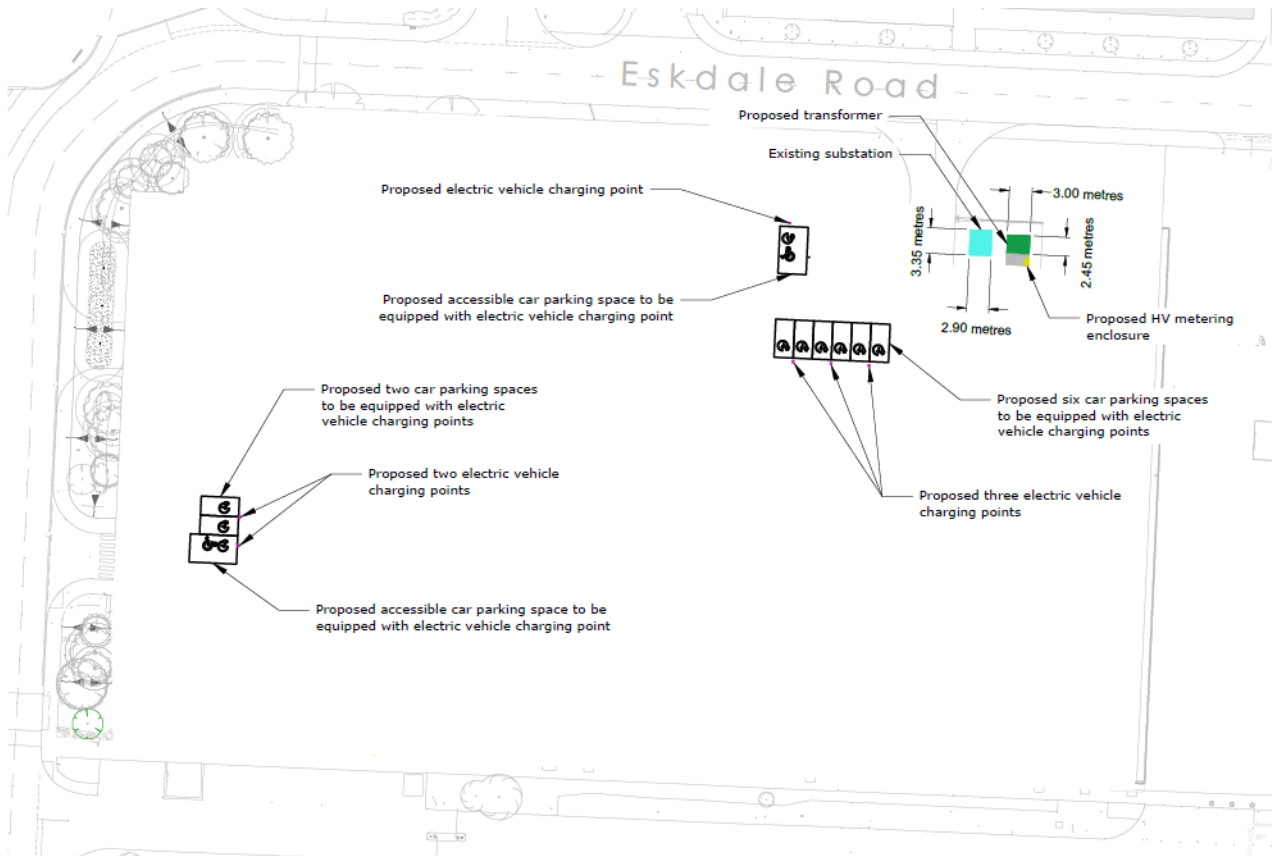 Eskdale Road
Proposed transformer
Existing substation
Proposed electric vehicle charging point
3.00 metres
3.35 metres
2.45 metres
Proposed accessible car parking space to be
equipped with electric vehicle charging point
2.90 metres
Proposed HV metering
enclosure
Proposed two car parking spaces
to be equipped with electric
vehicle charging points
Proposed six car parking spaces
to be equipped with electric
vehicle charging points
Proposed two electric vehicle
charging points
Proposed three electric vehicle
charging points
Proposed accessible car parking space to be
equipped with electric vehicle charging point